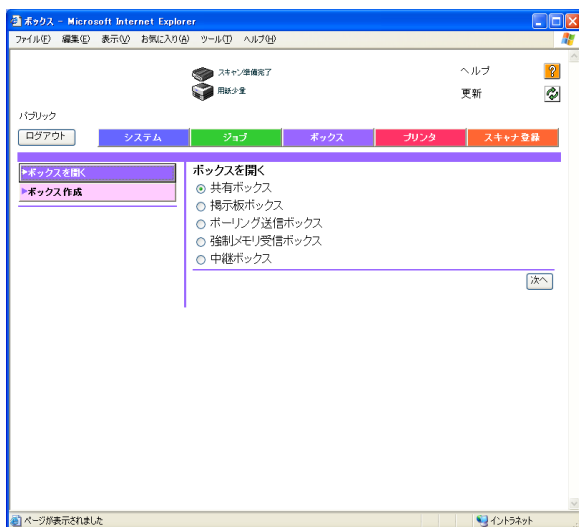 ボックス - Microsoft Internet Explorer
ファイル(F) 編集(E) 表示(V) お気に入り(A) ツール(T) ヘルプ(H)
スキャン準備完了
ヘルプ
用紙少量
更新
パブリック
ログアウト システム ジョブ ボックス プリンタ スキャナ登録
ボックスを開く
ボックス作成
ボックスを開く
共有ボックス
掲示板ボックス
ポーリング送信ボックス
強制メモリ受信ボックス
中継ボックス
次へ
ページが表示されました
イントラネット